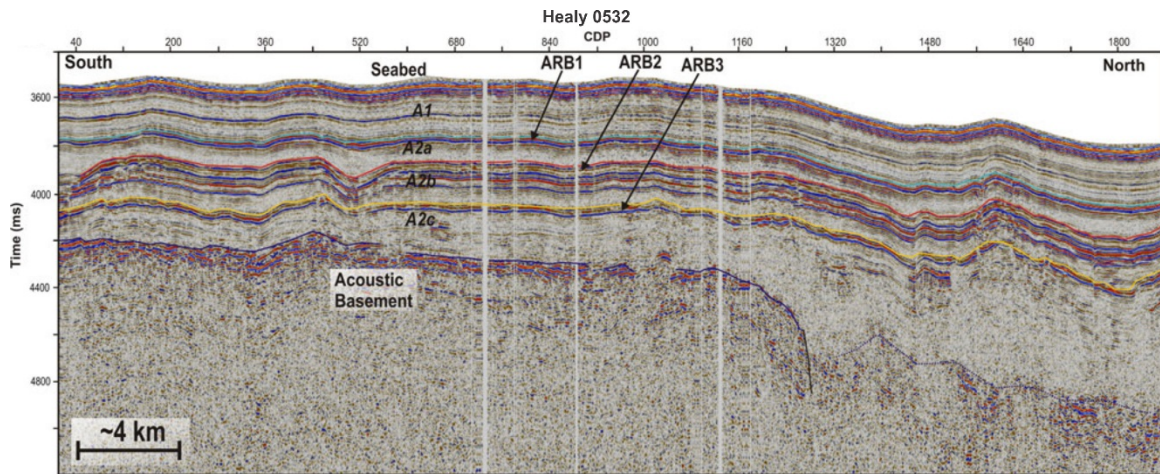 Healy 0532
CDP
40 200 360 520 680 840 1000 1160 1320 1480 1640 1800
South Seabed ARB1 ARB2 ARB3 North
3600
A1
A2a
4000
A2b
A2c
Time (ms)
4400
Acoustic
Basement
4800
~4 km